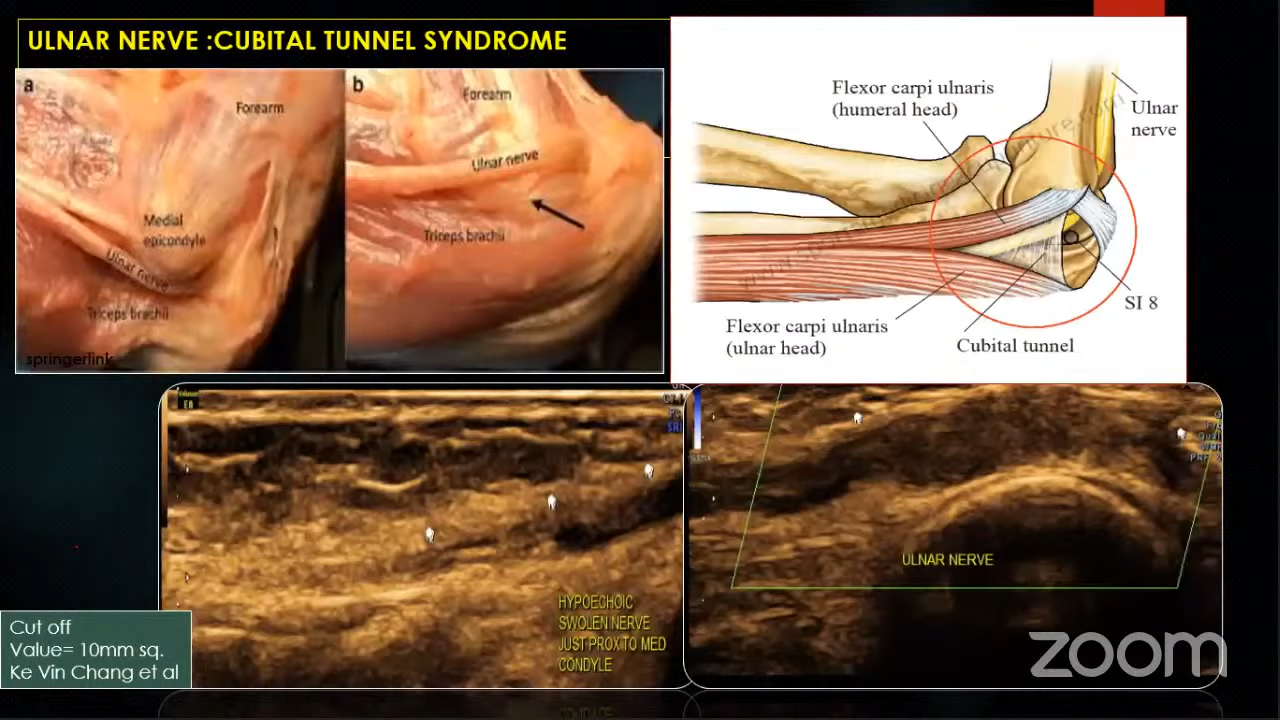 ULNAR NERVE :CUBITAL TUNNEL SYNDROME
a
Forearm
Medial
epicondyle
Ulnar nerve
Triceps brachii
springerlink
b
Forearm
Ulnar nerve
Triceps brachii
Flexor carpi ulnaris
(humeral head)
Ulnar
nerve
SI 8
Flexor carpi ulnaris
(ulnar head)
Cubital tunnel
HYPOECHOIC
SWOLEN NERVE
JUST PROX TO MED
CONDYLE
ULNAR NERVE
Cut off
Value= 10mm sq.
Ke Vin Chang et al
zoom